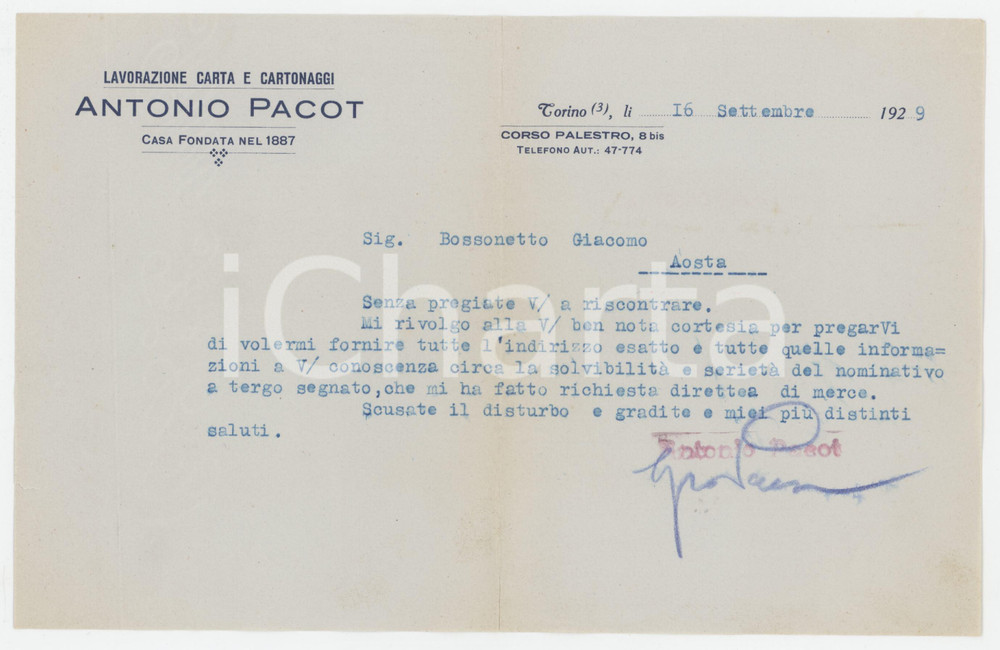 LAVORAZIONE CARTA E CARTONAGGI
ANTONIO PACOT
CASA FONDATA NEL 1887
Torino (3), lì 16 Settembre 1929
CORSO PALESTRO, 8 bis
TELEFONO AUT.: 47-774
Sig. Bossonetto Giacomo
Aosta
Senza pregiate V/ a riscontrare.
Mi rivolgo alla V/ ben nota cortesia per pregarVi
di volermi fornire tutte l'indirizzo esatto e tutte quelle informa=
zioni a V/ conoscenza circa la solvibilità . serietà del nominativo
a tergo segnato,che mi ha fatto richiesta direttea di merce.
Scusate il disturbo e gradite e miei più distinti
saluti.
Antonio Pacot
iCharta